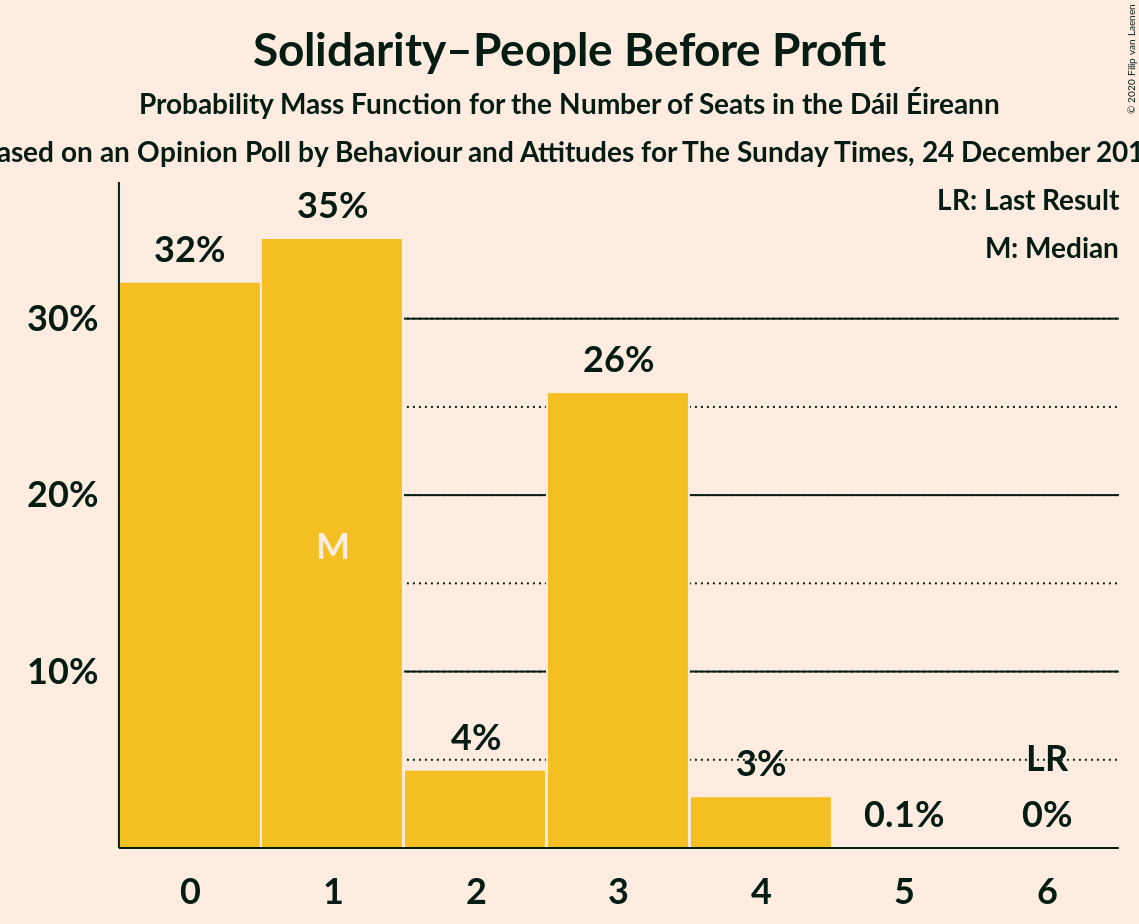 Solidarity–People Before Profit
Probability Mass Function for the Number of Seats in the Dáil Éireann
ased on an Opinion Poll by Behaviour and Attitudes for The Sunday Times, 24 December 201
© 2020 Filip van Laenen
LR: Last Result
M: Median
35%
32%
30%
26%
20%
M
10%
4%
3%
LR
0.1%
0%
0 1 2 3 4 5 6